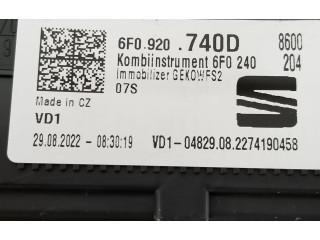 6F0.920 .740D 8600
Kombiinstrument 6F0 240 204
Immobilizer GEKOWFS2
07S
Made in CZ
VD1
29.08.2022 - 08:30:19 VD1-04829.08.2274190458